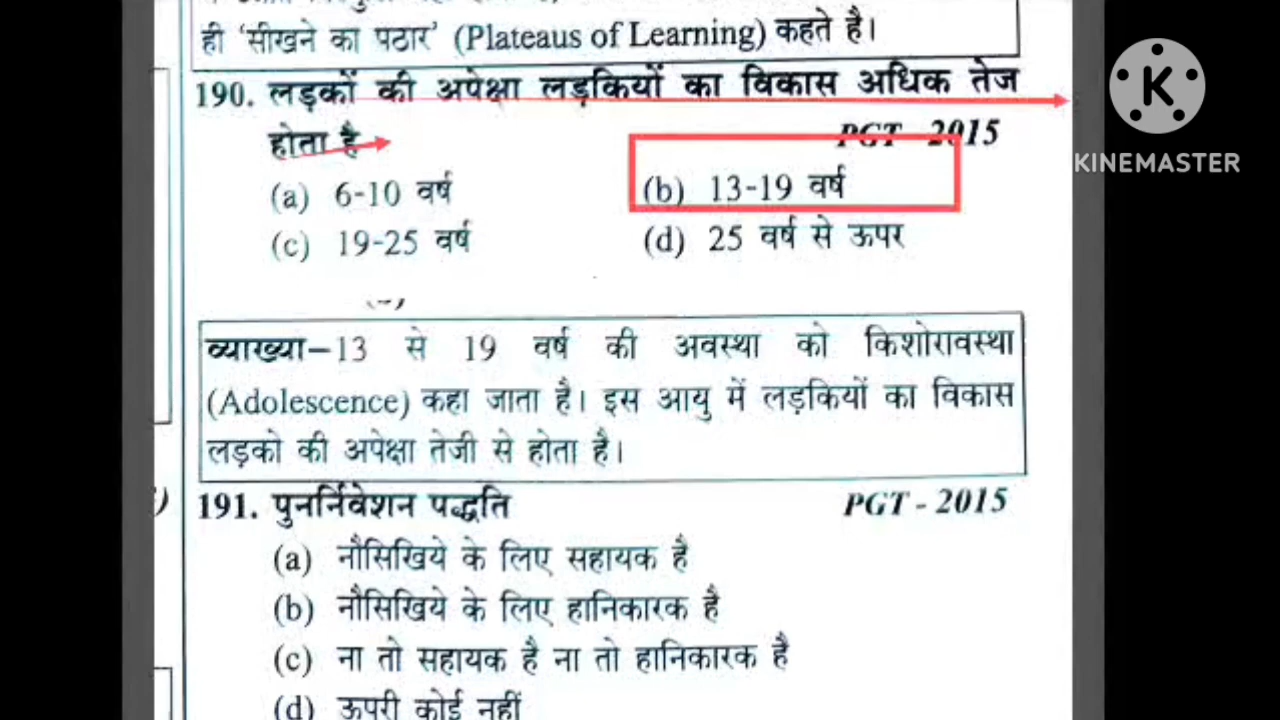 ही 'सीखने का पठार' (Plateaus of Learning) कहते है।
190. लड़कों की अपेक्षा लड़कियों का विकास अधिक तेज
होता है PGT - 2015
(a) 6-10 वर्ष (b) 13-19 वर्ष
(c) 19-25 वर्ष (d) 25 वर्ष से ऊपर
व्याख्या–13 से 19 वर्ष की अवस्था को किशोरावस्था
(Adolescence) कहा जाता है। इस आयु में लड़कियों का विकास
लड़को की अपेक्षा तेजी से होता है।
191. पुनर्निवेशन पद्धति PGT - 2015
(a) नौसिखिये के लिए सहायक है
(b) नौसिखिये के लिए हानिकारक है
(c) ना तो सहायक है ना तो हानिकारक है
(d) ऊपरी कोई नहीं
K
KINEMASTER